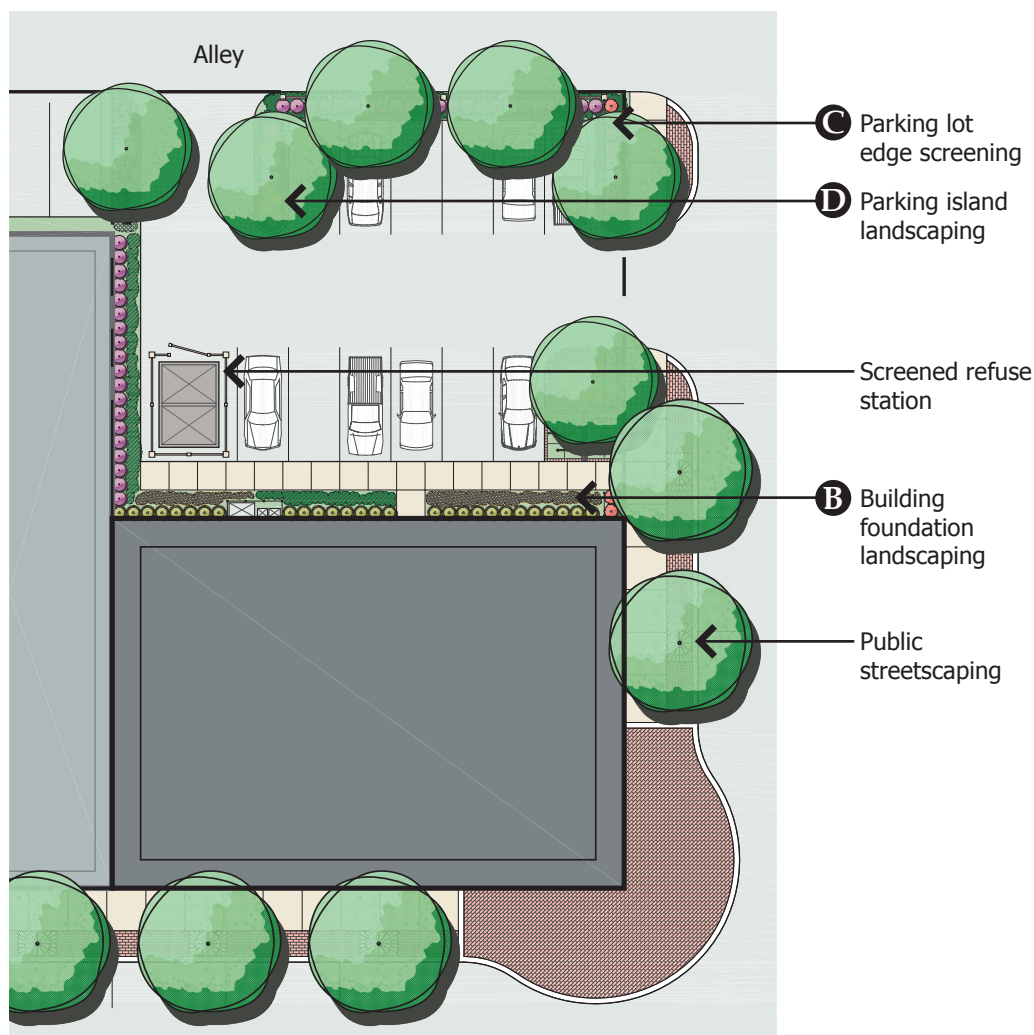 Alley
C Parking lot
edge screening
D Parking island
landscaping
Screened refuse
station
B Building
foundation
landscaping
Public
streetscaping